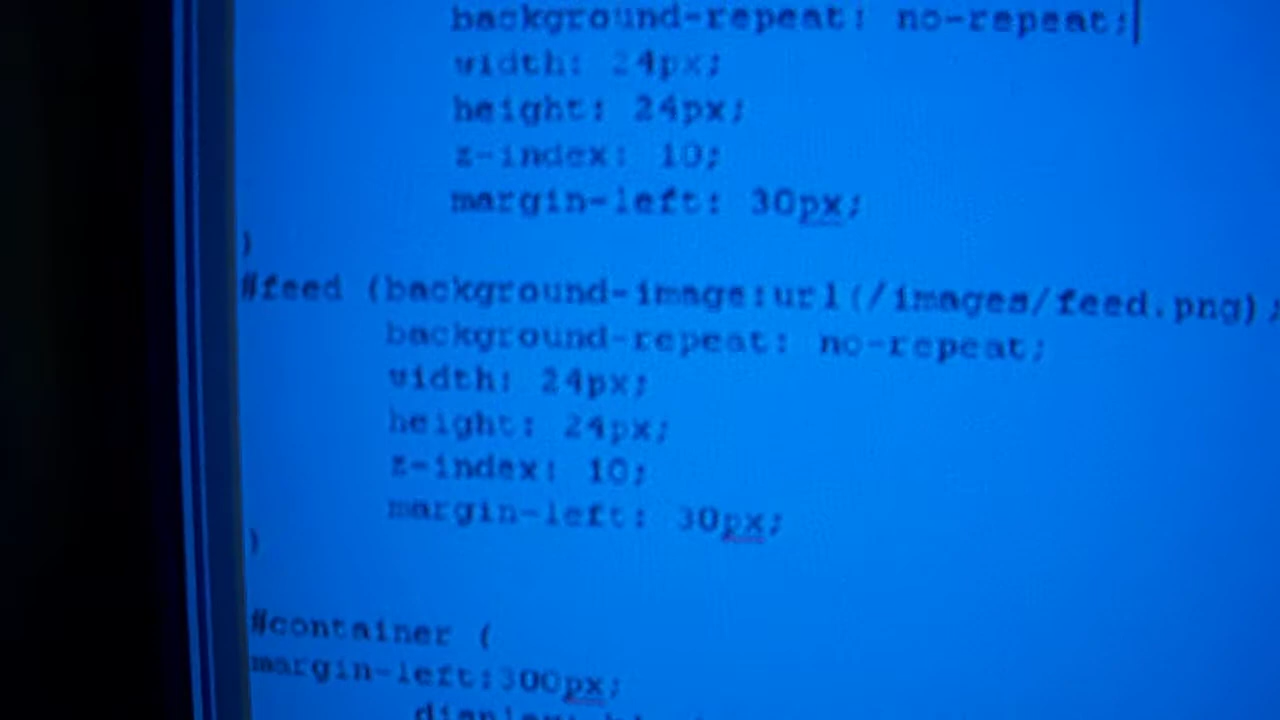 background-repeat: no-repeat;
width: 24px;
height: 24px;
z-index: 10;
margin-left: 30px;
}
#feed {background-image:url(/images/feed.png);
background-repeat: no-repeat;
width: 24px;
height: 24px;
z-index: 10;
margin-left: 30px;
}
#container {
margin-left:300px;
display: